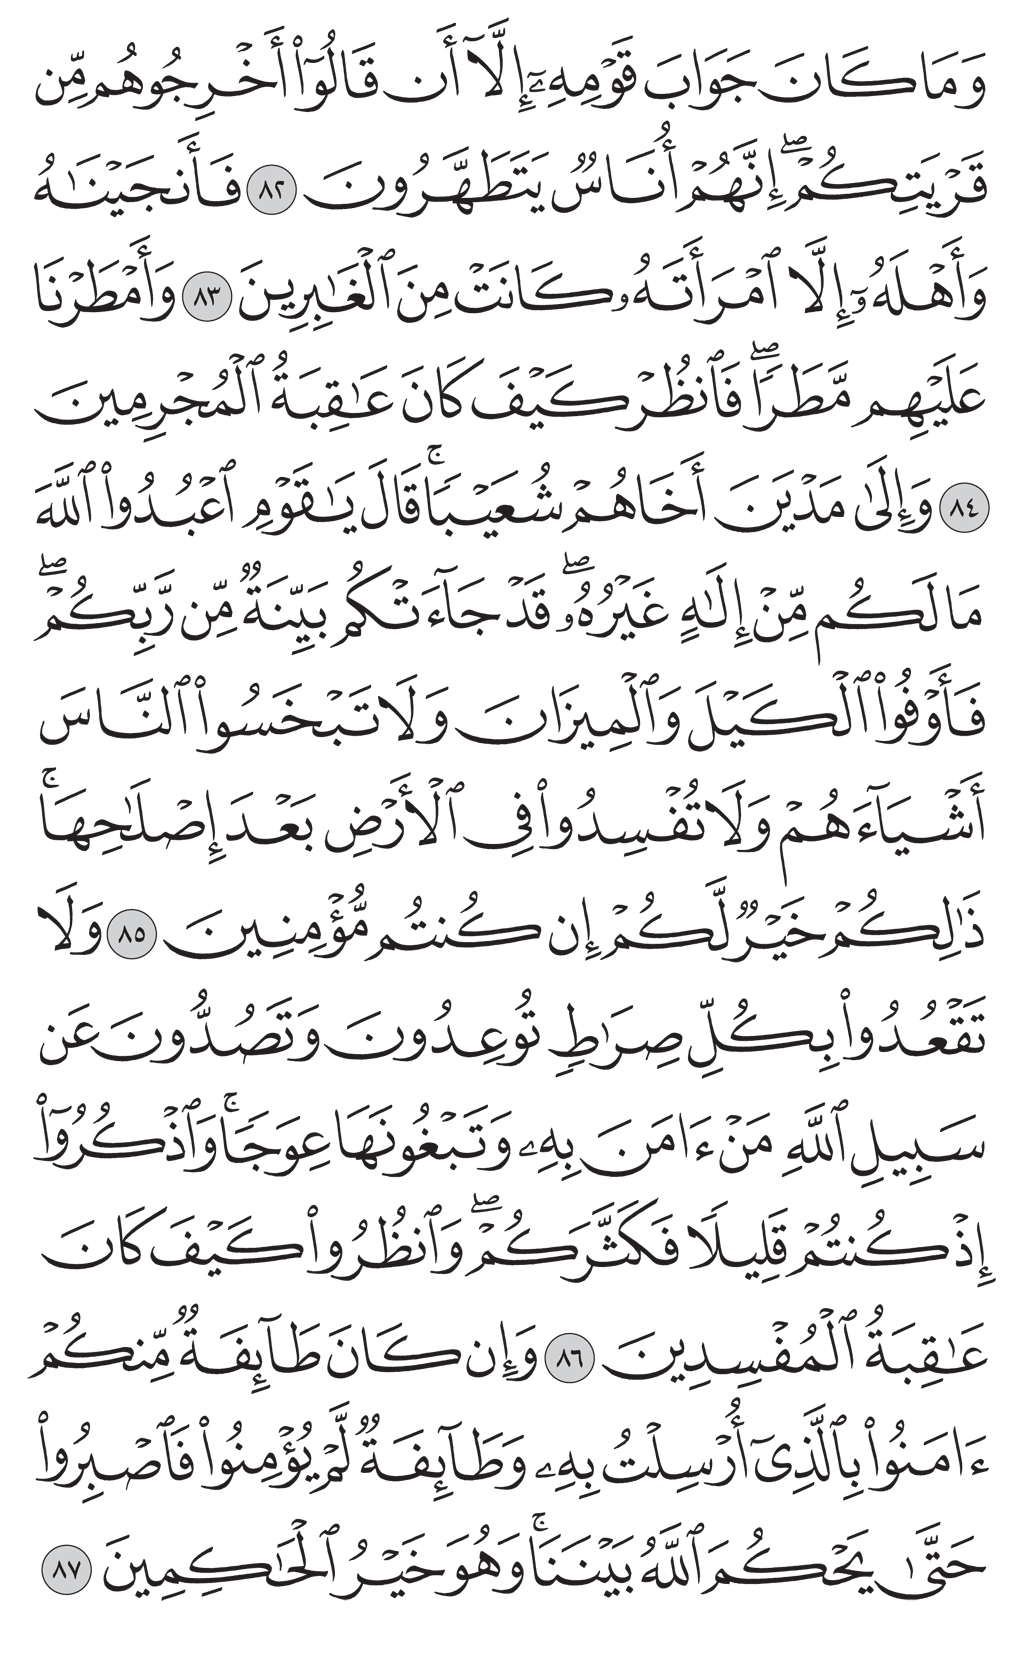 وَمَا كَانَ جَوَابَ قَوْمِهِۦٓ إِلَّآ أَن قَالُوٓا۟ أَخْرِجُوهُم مِّن
قَرْيَتِكُمْ ۖ إِنَّهُمْ أُنَاسٌ يَتَطَهَّرُونَ ٨٢ فَأَنجَيْنَٰهُ
وَأَهْلَهُۥٓ إِلَّا ٱمْرَأَتَهُۥ كَانَتْ مِنَ ٱلْغَٰبِرِينَ ٨٣ وَأَمْطَرْنَا
عَلَيْهِم مَّطَرًا ۖ فَٱنظُرْ كَيْفَ كَانَ عَٰقِبَةُ ٱلْمُجْرِمِينَ
٨٤ وَإِلَىٰ مَدْيَنَ أَخَاهُمْ شُعَيْبًا ۚ قَالَ يَٰقَوْمِ ٱعْبُدُوا۟ ٱللَّهَ
مَا لَكُم مِّنْ إِلَٰهٍ غَيْرُهُۥ ۖ قَدْ جَآءَتْكُم بَيِّنَةٌ مِّن رَّبِّكُمْ ۖ
فَأَوْفُوا۟ ٱلْكَيْلَ وَٱلْمِيزَانَ وَلَا تَبْخَسُوا۟ ٱلنَّاسَ
أَشْيَآءَهُمْ وَلَا تُفْسِدُوا۟ فِى ٱلْأَرْضِ بَعْدَ إِصْلَٰحِهَا ۚ
ذَٰلِكُمْ خَيْرٌ لَّكُمْ إِن كُنتُم مُّؤْمِنِينَ ٨٥ وَلَا
تَقْعُدُوا۟ بِكُلِّ صِرَٰطٍ تُوعِدُونَ وَتَصُدُّونَ عَن
سَبِيلِ ٱللَّهِ مَنْ ءَامَنَ بِهِۦ وَتَبْغُونَهَا عِوَجًا ۚ وَٱذْكُرُوٓا۟
إِذْ كُنتُمْ قَلِيلًا فَكَثَّرَكُمْ ۖ وَٱنظُرُوا۟ كَيْفَ كَانَ
عَٰقِبَةُ ٱلْمُفْسِدِينَ ٨٦ وَإِن كَانَ طَآئِفَةٌ مِّنكُمْ
ءَامَنُوا۟ بِٱلَّذِىٓ أُرْسِلْتُ بِهِۦ وَطَآئِفَةٌ لَّمْ يُؤْمِنُوا۟ فَٱصْبِرُوا۟
حَتَّىٰ يَحْكُمَ ٱللَّهُ بَيْنَنَا ۚ وَهُوَ خَيْرُ ٱلْحَٰكِمِينَ ٨٧